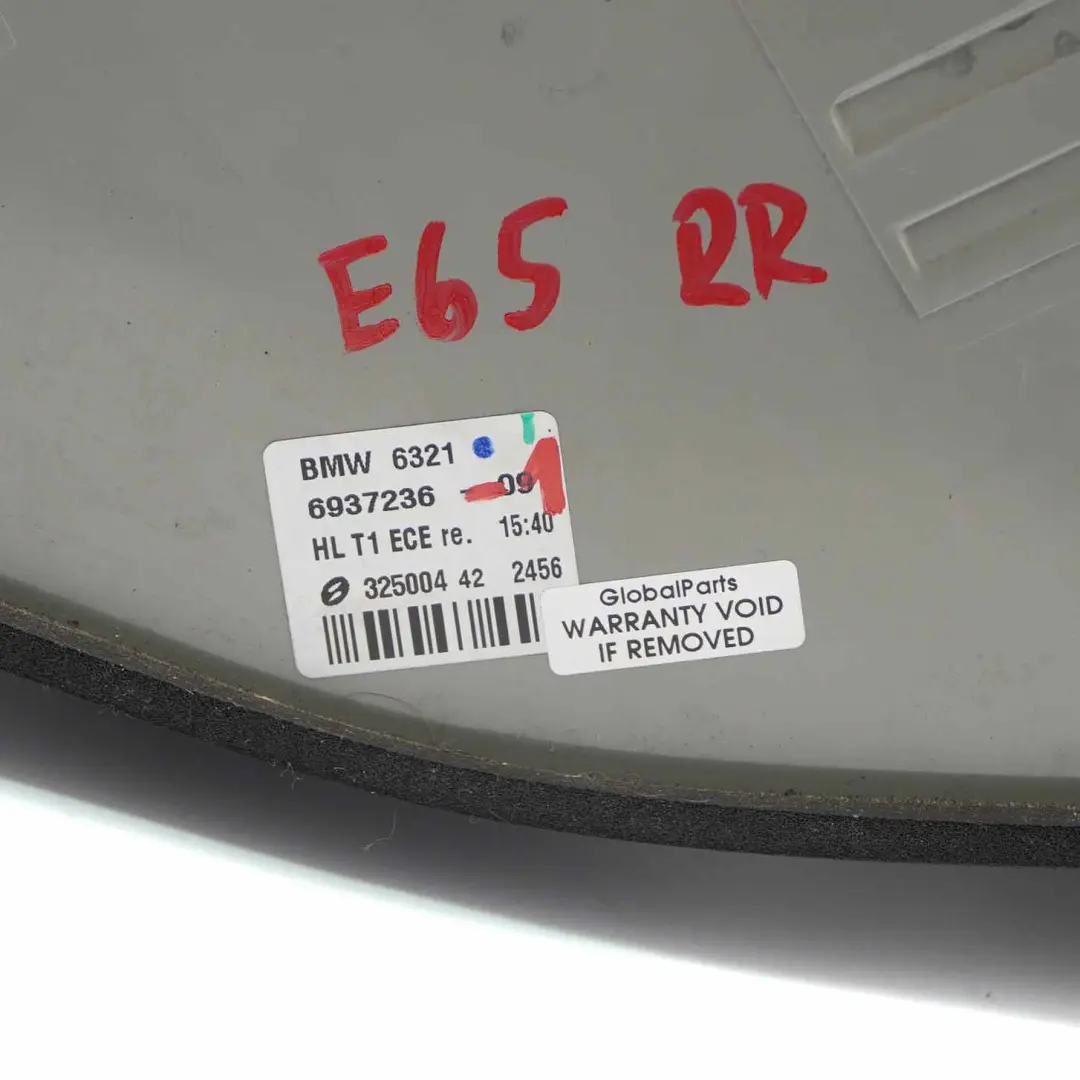 E65 RR
BMW 6321
6937236 - 09
1
HL T1 ECE re. 15:40
325004 42 2456
GlobalParts
WARRANTY VOID
IF REMOVED